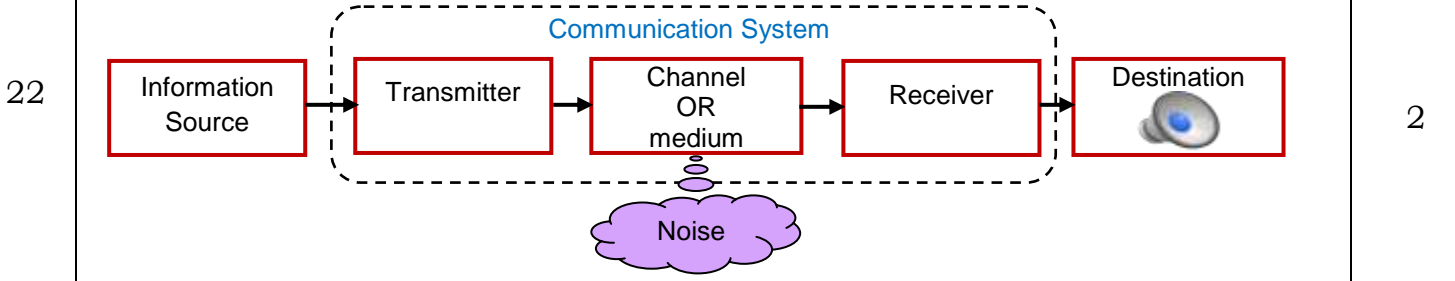 22
Communication System
Information
Source
Transmitter
Channel
OR
medium
Receiver
Destination
Noise
2